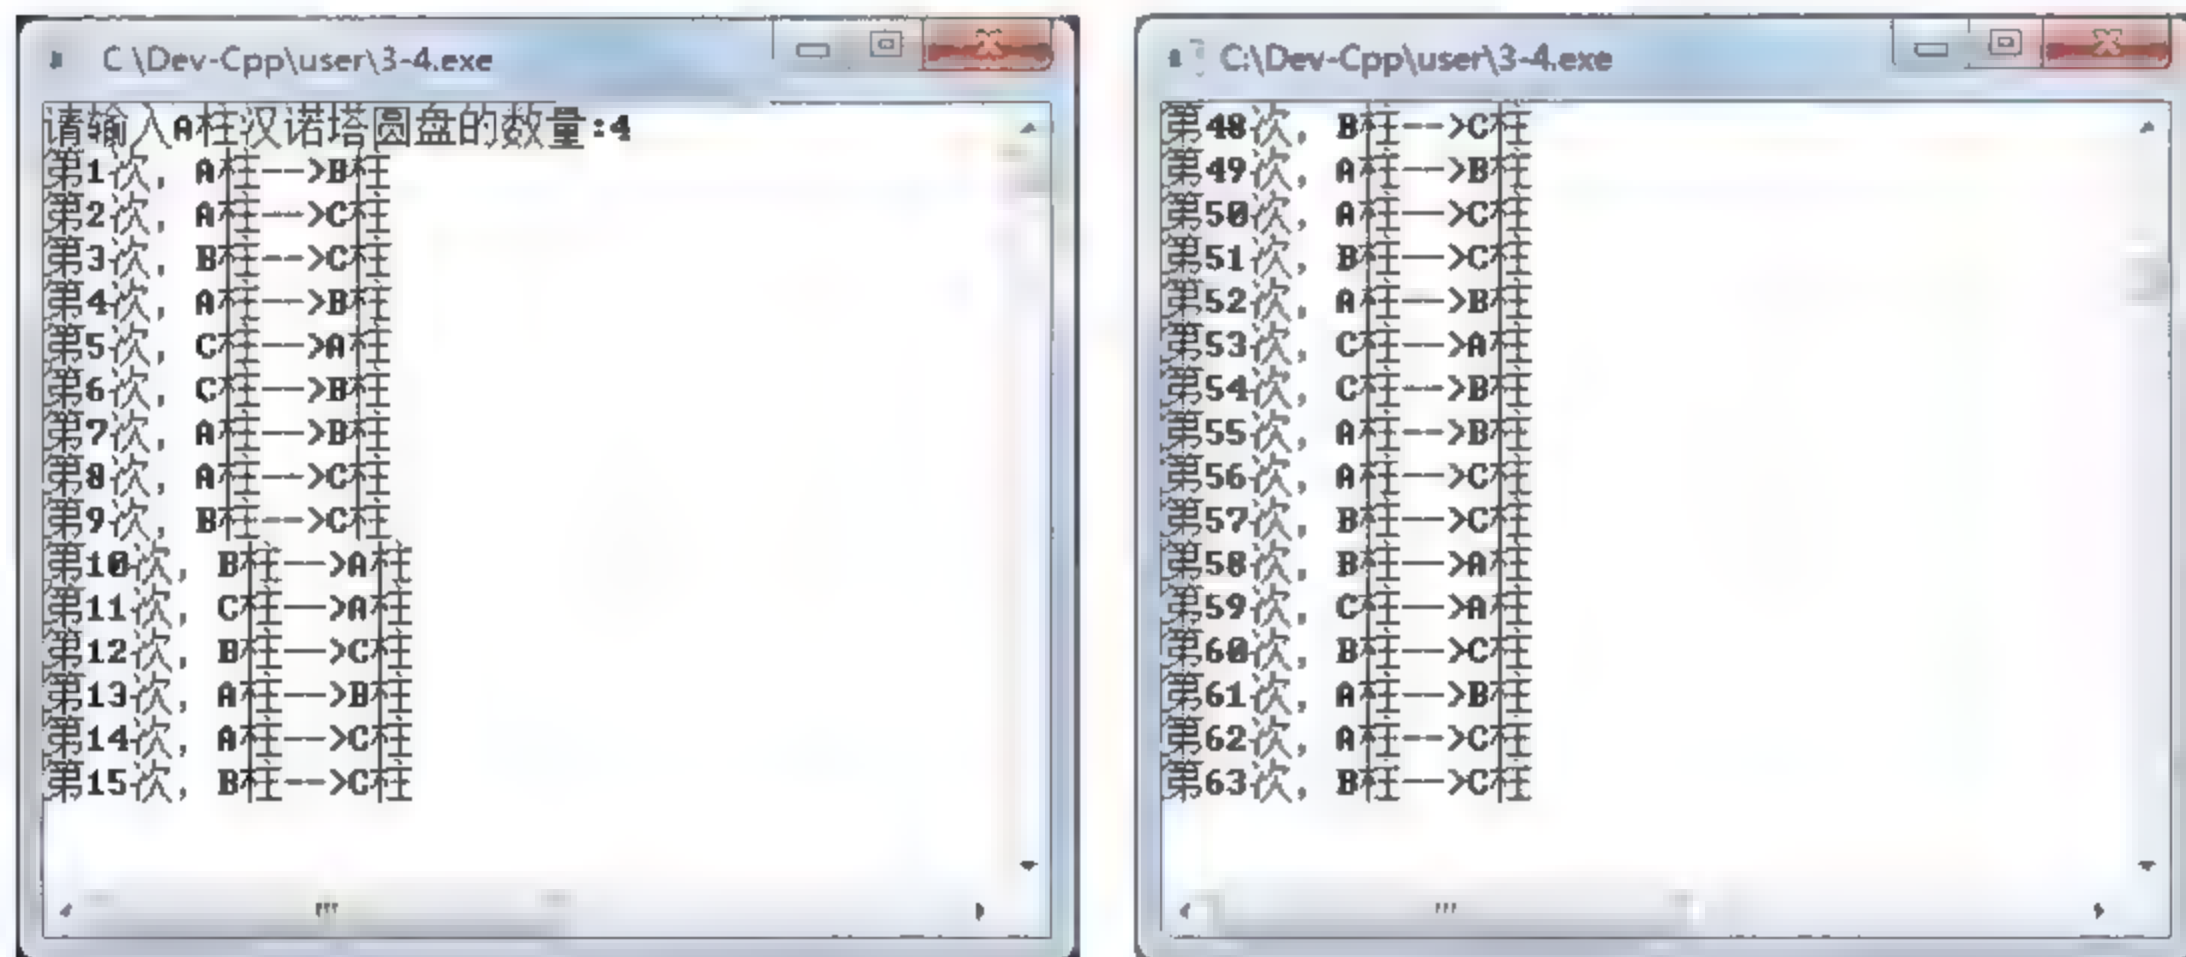 C:\Dev-Cpp\user\3-4.exe
请输入A柱汉诺塔圆盘的数量:4
第1次, A柱-->B柱
第2次, A柱-->C柱
第3次, B柱-->C柱
第4次, A柱-->B柱
第5次, C柱-->A柱
第6次, C柱-->B柱
第7次, A柱-->B柱
第8次, A柱-->C柱
第9次, B柱-->C柱
第10次, B柱-->A柱
第11次, C柱-->A柱
第12次, B柱-->C柱
第13次, A柱-->B柱
第14次, A柱-->C柱
第15次, B柱-->C柱
C:\Dev-Cpp\user\3-4.exe
第48次, B柱-->C柱
第49次, A柱-->B柱
第50次, A柱-->C柱
第51次, B柱-->C柱
第52次, A柱-->B柱
第53次, C柱-->A柱
第54次, C柱-->B柱
第55次, A柱-->B柱
第56次, A柱-->C柱
第57次, B柱-->C柱
第58次, B柱-->A柱
第59次, C柱-->A柱
第60次, B柱-->C柱
第61次, A柱-->B柱
第62次, A柱-->C柱
第63次, B柱-->C柱